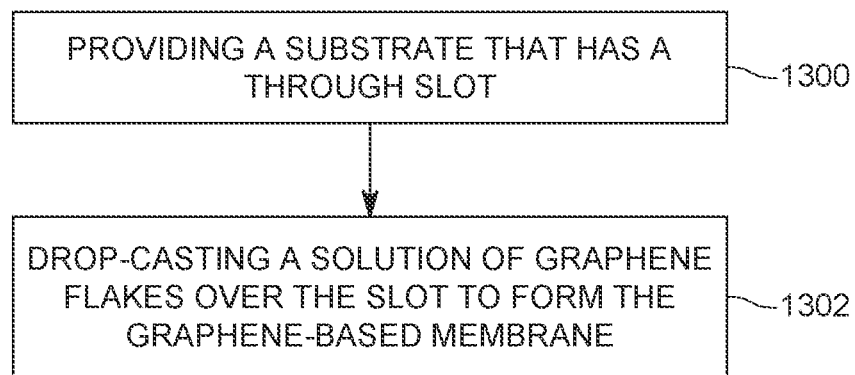 PROVIDING A SUBSTRATE THAT HAS A
THROUGH SLOT
1300
DROP-CASTING A SOLUTION OF GRAPHENE
FLAKES OVER THE SLOT TO FORM THE
GRAPHENE-BASED MEMBRANE
1302